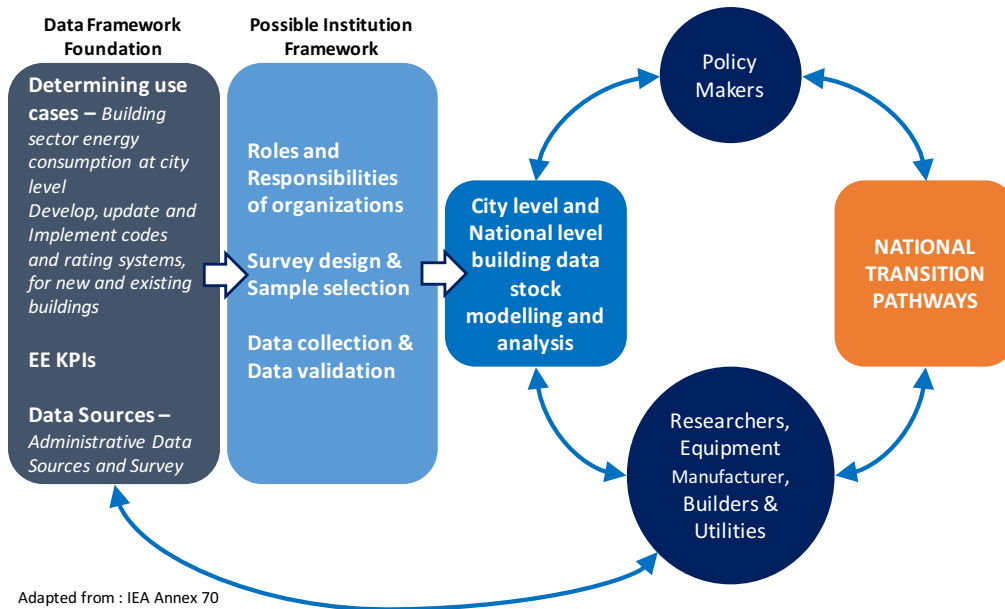 Data Framework
Foundation
Determining use
cases – Building
sector energy
consumption at city
level
Develop, update and
Implement codes
and rating systems,
for new and existing
buildings
EE KPIs
Data Sources –
Administrative Data
Sources and Survey
Possible Institution
Framework
Roles and
Responsibilities
of organizations
Survey design &
Sample selection
Data collection &
Data validation
City level and
National level
building data
stock
modelling and
analysis
Policy
Makers
NATIONAL
TRANSITION
PATHWAYS
Researchers,
Equipment
Manufacturer,
Builders &
Utilities
Adapted from : IEA Annex 70